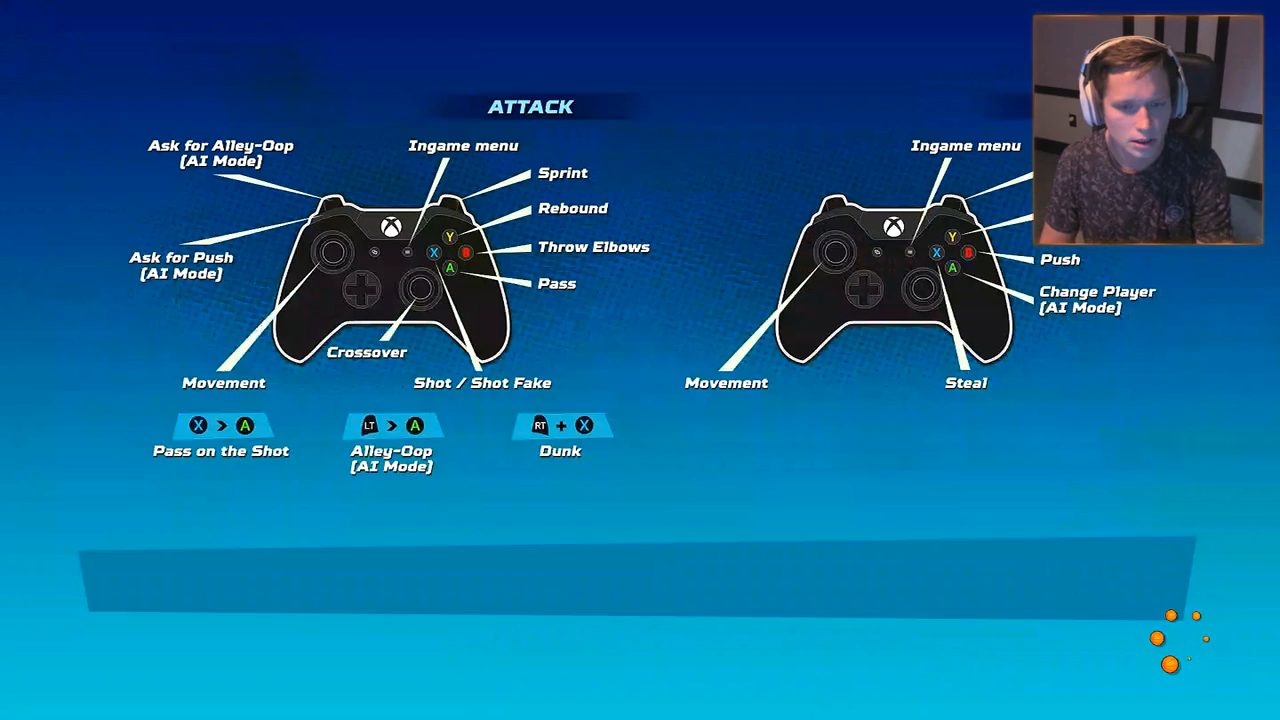 ATTACK
Ask for Alley-Oop
[AI Mode]
Ingame menu
Sprint
Rebound
Throw Elbows
Pass
Ask for Push
[AI Mode]
Y
X
B
A
Crossover
Movement
Shot / Shot Fake
X > A
Pass on the Shot
LT > A
Alley-Oop
[AI Mode]
RT + X
Dunk
Ingame menu
Y
X
B
A
Push
Change Player
[AI Mode]
Movement
Steal